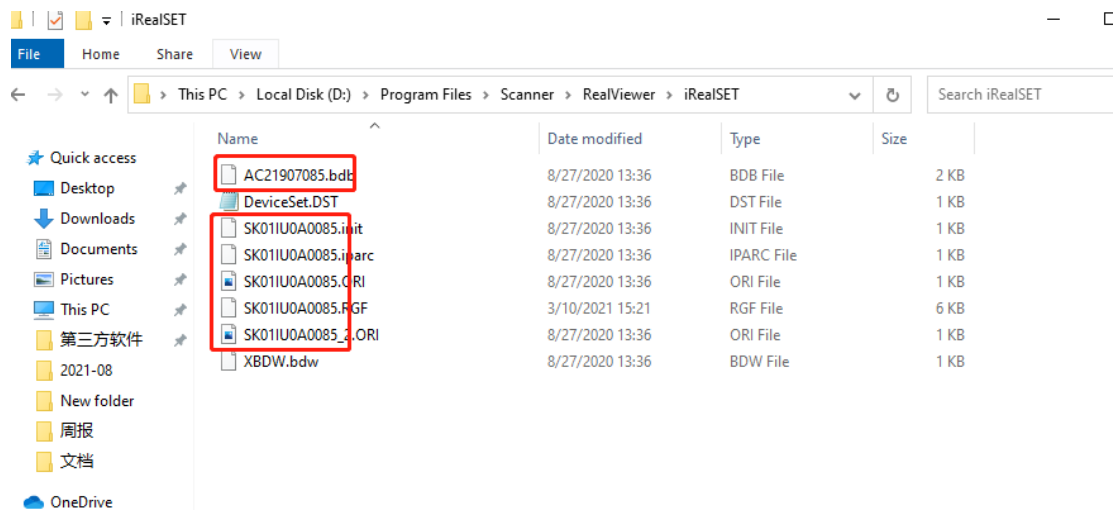 iRealSET
File Home Share View
This PC Local Disk (D:) Program Files Scanner RealViewer iRealSET Search iRealSET
Name Date modified Type Size
Quick access
Desktop
Downloads
Documents
Pictures
This PC
第三方软件
2021-08
New folder
周报
文档
OneDrive
AC21907085.bdb 8/27/2020 13:36 BDB File 2 KB
DeviceSet.DST 8/27/2020 13:36 DST File 1 KB
SK01IU0A0085.init 8/27/2020 13:36 INIT File 1 KB
SK01IU0A0085.iparc 8/27/2020 13:36 IPARC File 1 KB
SK01IU0A0085.ORI 8/27/2020 13:36 ORI File 1 KB
SK01IU0A0085.RGF 3/10/2021 15:21 RGF File 6 KB
SK01IU0A0085_2.ORI 8/27/2020 13:36 ORI File 1 KB
XBDW.bdw 8/27/2020 13:36 BDW File 1 KB